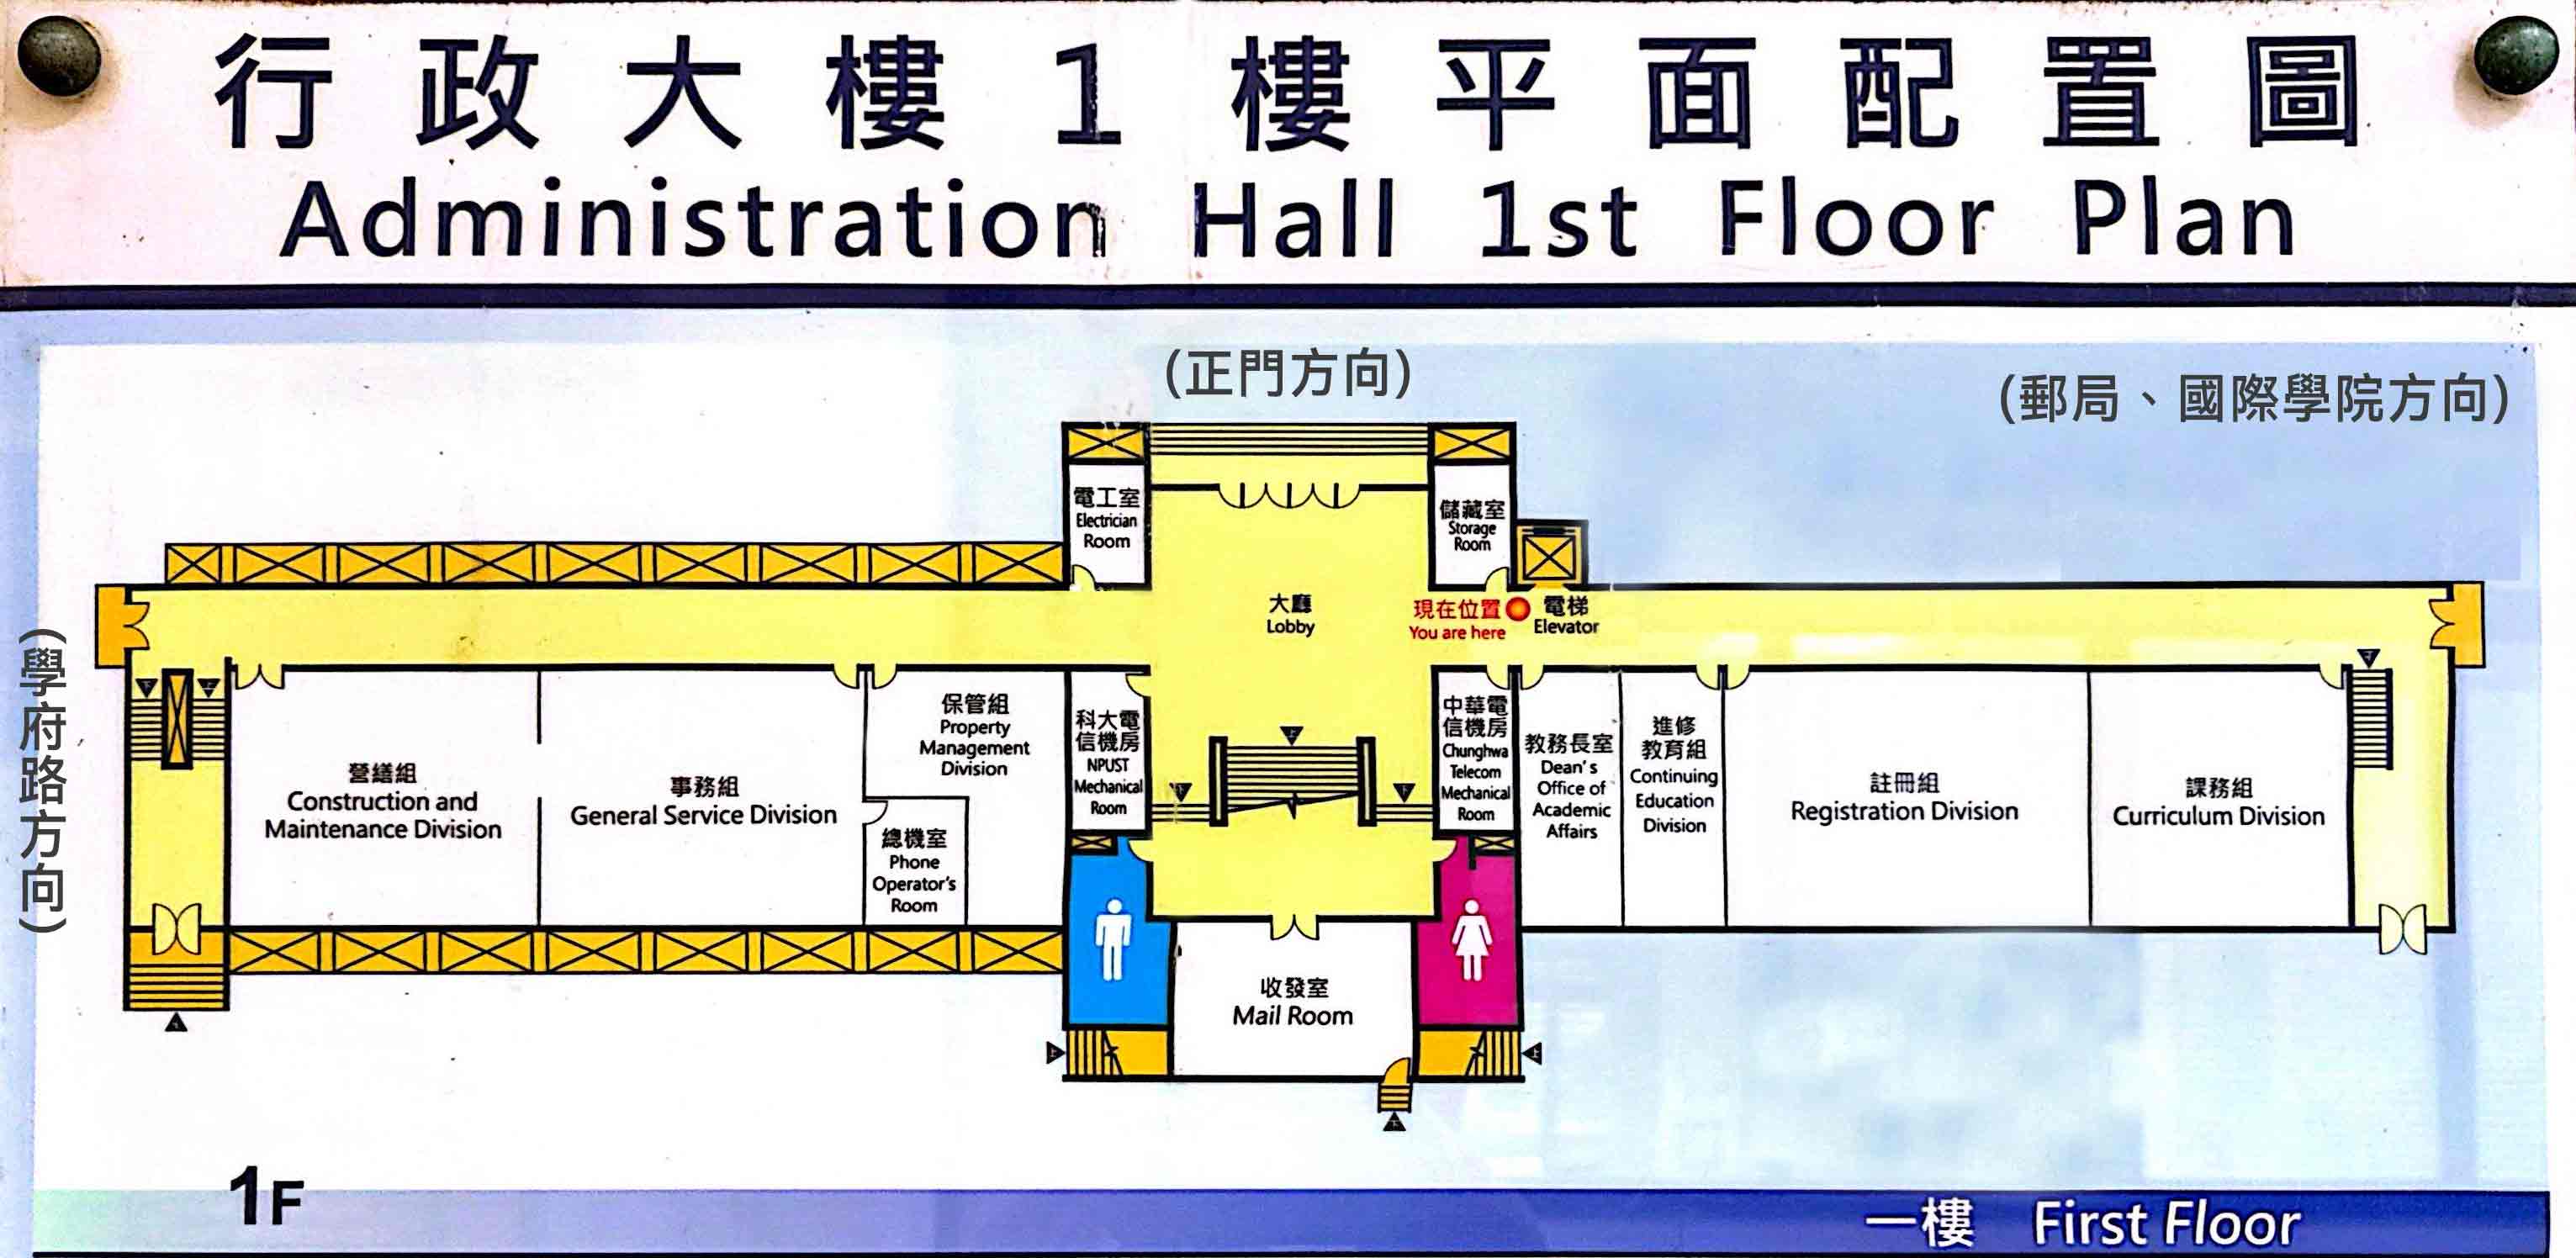 行政大樓1樓平面配置圖
Administration Hall 1st Floor Plan
(正門方向)
(郵局、國際學院方向)
(學府路方向)
電工室
Electrician
Room
儲藏室
Storage
Room
大廳
Lobby
現在位置
You are here
電梯
Elevator
下
上
營繕組
Construction and
Maintenance Division
事務組
General Service Division
保管組
Property
Management
Division
總機室
Phone
Operator's
Room
科大電
信機房
NPUST
Mechanical
Room
上
下
下
中華電
信機房
Chunghwa
Telecom
Mechanical
Room
教務長室
Dean's
Office of
Academic
Affairs
進修
教育組
Continuing
Education
Division
註冊組
Registration Division
課務組
Curriculum Division
收發室
Mail Room
上
上
1F
一樓 First Floor